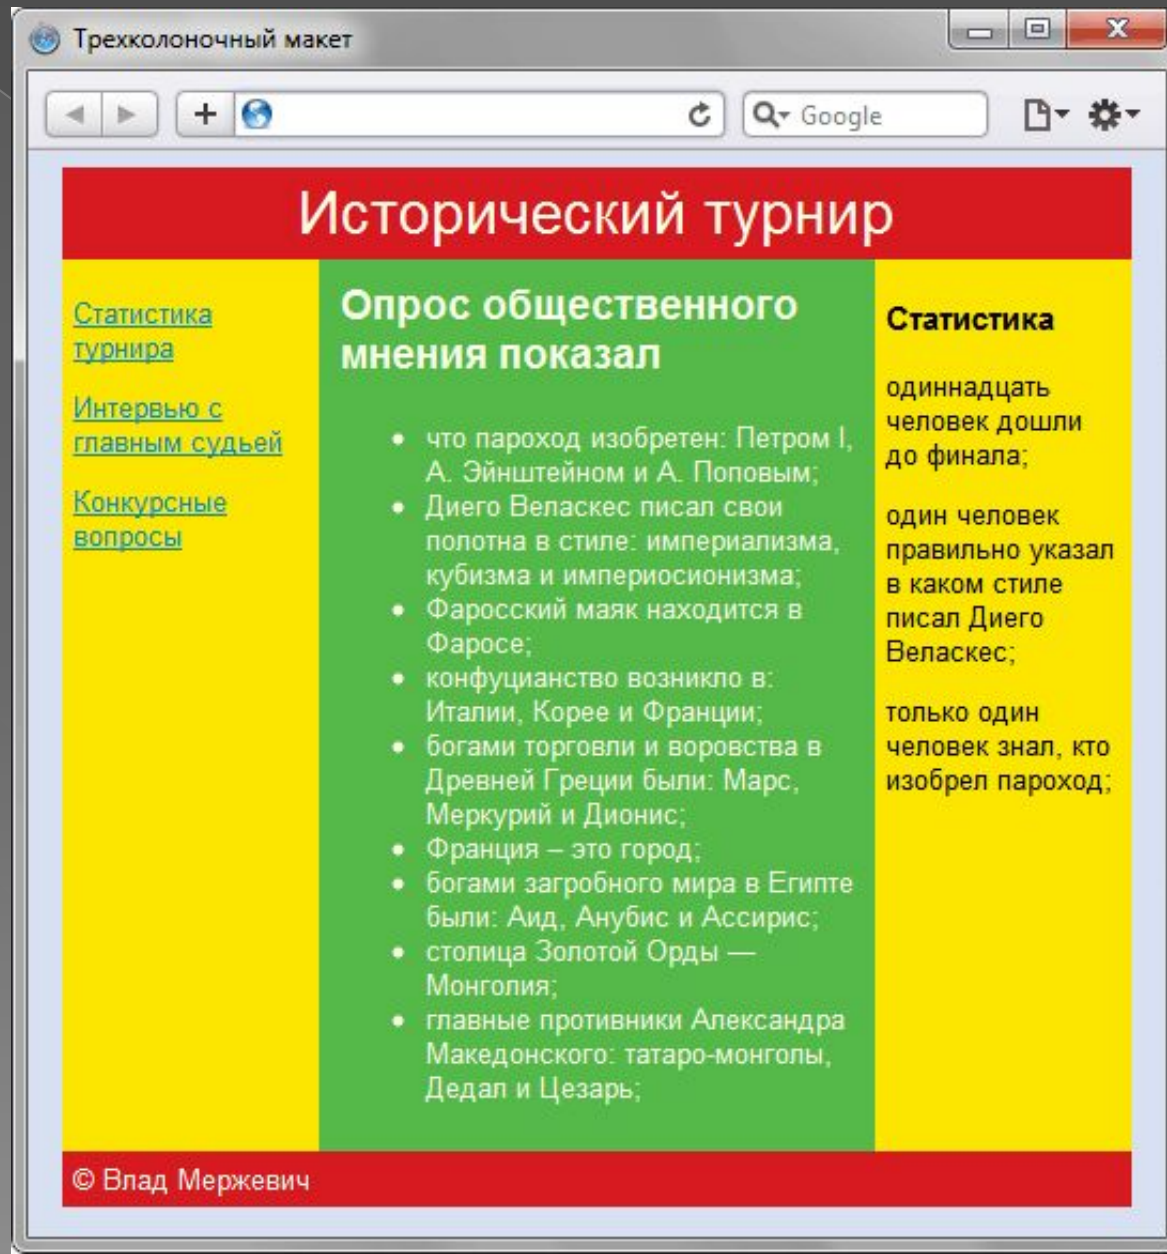 Трехколоночный макет
Google
Исторический турнир
Статистика
турнира
Интервью с
главным судьей
Конкурсные
вопросы
Опрос общественного
мнения показал
• что пароход изобретен: Петром I,
А. Эйнштейном и А. Поповым;
• Диего Веласкес писал свои
полотна в стиле: империализма,
кубизма и империосионизма;
• Фаросский маяк находится в
Фаросе;
• конфуцианство возникло в:
Италии, Корее и Франции;
• богами торговли и воровства в
Древней Греции были: Марс,
Меркурий и Дионис;
• Франция – это город;
• богами загробного мира в Египте
были: Аид, Анубис и Ассирис;
• столица Золотой Орды —
Монголия;
• главные противники Александра
Македонского: татаро-монголы,
Дедал и Цезарь;
Статистика
одиннадцать
человек дошли
до финала;
один человек
правильно указал
в каком стиле
писал Диего
Веласкес;
только один
человек знал, кто
изобрел пароход;
© Влад Мержевич